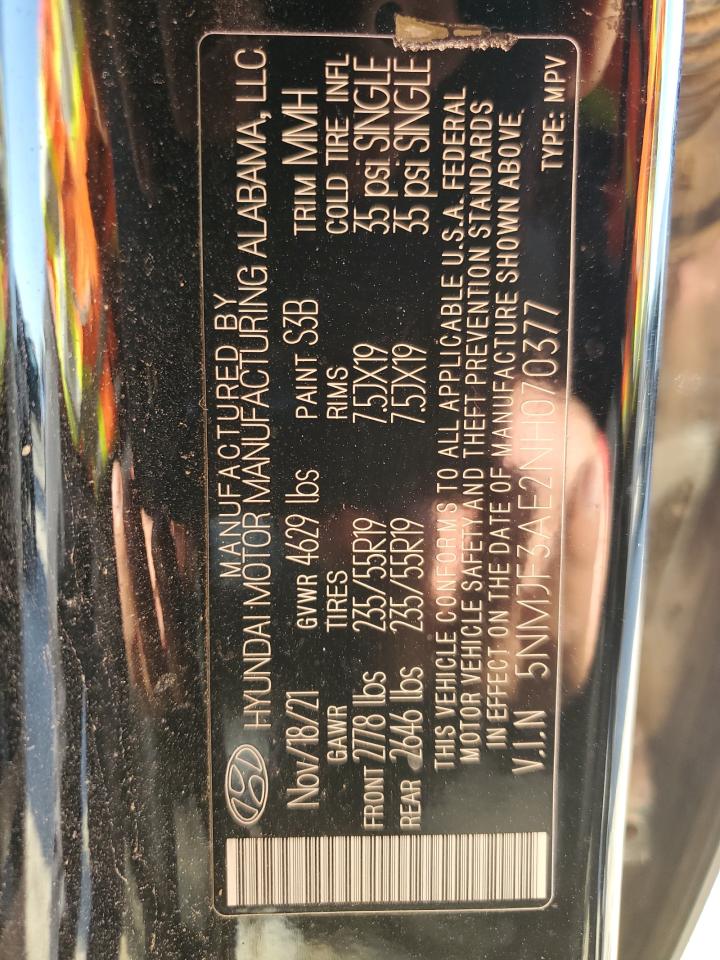 MANUFACTURED BY
HYUNDAI MOTOR MANUFACTURING ALABAMA, LLC
Nov/18/21 GVWR 4629 lbs PAINT S3B TRIM MMH
GAWR TIRES RIMS COLD TIRE INFL
FRONT 2778 lbs 235/55R19 7.5JX19 35 psi SINGLE
REAR 2646 lbs 235/55R19 7.5JX19 35 psi SINGLE
THIS VEHICLE CONFORMS TO ALL APPLICABLE U.S.A. FEDERAL
MOTOR VEHICLE SAFETY AND THEFT PREVENTION STANDARDS
IN EFFECT ON THE DATE OF MANUFACTURE SHOWN ABOVE
V.I.N 5NMJF3AE2NH070377 TYPE: MPV